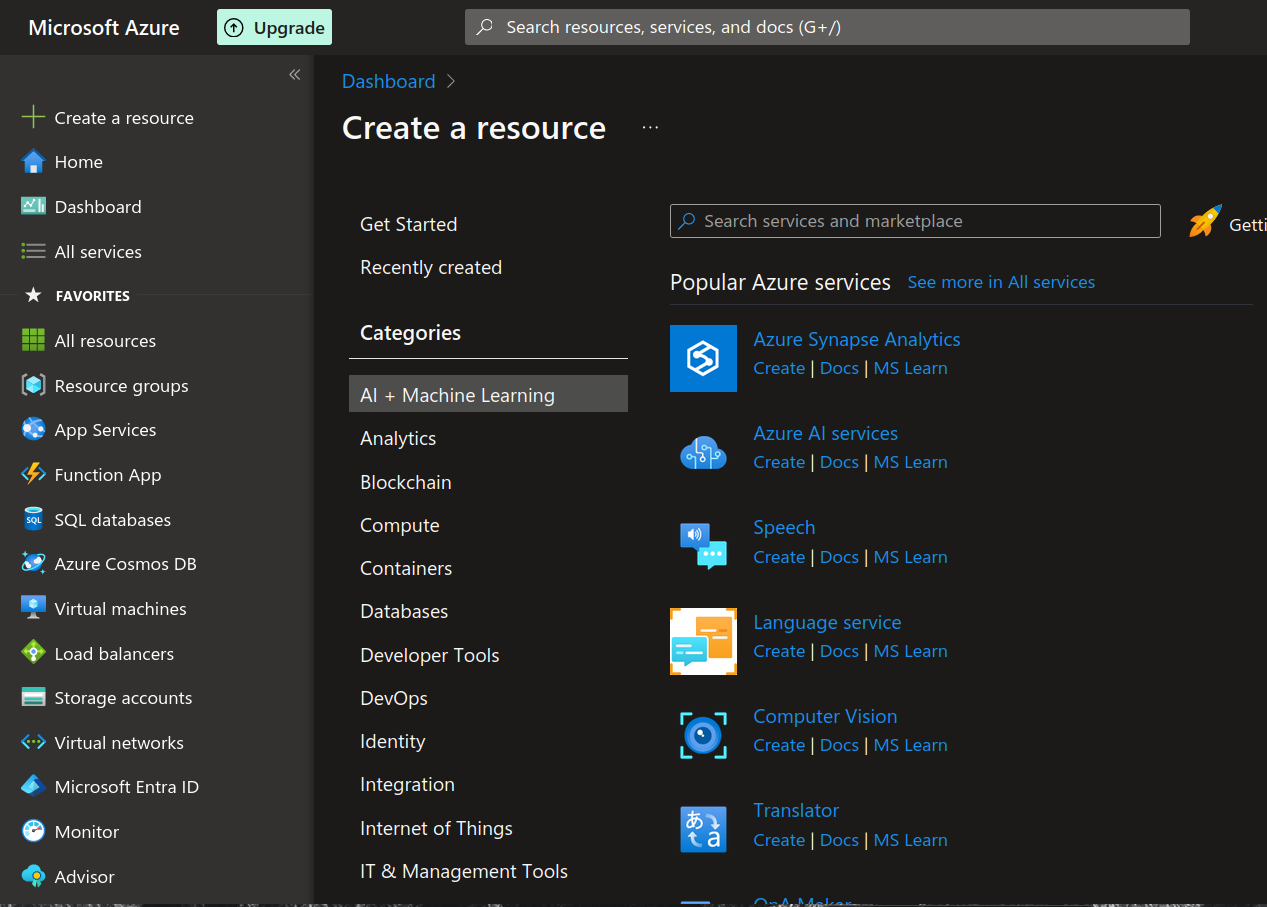 Microsoft Azure
Upgrade
Search resources, services, and docs (G+/)
Create a resource
Home
Dashboard
All services
FAVORITES
All resources
Resource groups
App Services
Function App
SQL databases
Azure Cosmos DB
Virtual machines
Load balancers
Storage accounts
Virtual networks
Microsoft Entra ID
Monitor
Advisor
Dashboard
Create a resource
...
Get Started
Recently created
Categories
AI + Machine Learning
Analytics
Blockchain
Compute
Containers
Databases
Developer Tools
DevOps
Identity
Integration
Internet of Things
IT & Management Tools
Search services and marketplace
Getti
Popular Azure services See more in All services
Azure Synapse Analytics
Create | Docs | MS Learn
Azure AI services
Create | Docs | MS Learn
Speech
Create | Docs | MS Learn
Language service
Create | Docs | MS Learn
Computer Vision
Create | Docs | MS Learn
Translator
Create | Docs | MS Learn